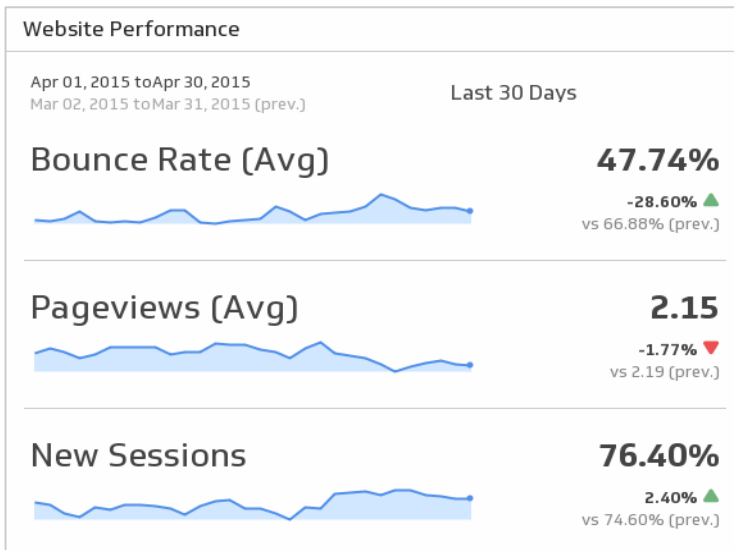 Website Performance
Apr 01, 2015 toApr 30, 2015
Mar 02, 2015 toMar 31, 2015 (prev.)
Last 30 Days
Bounce Rate (Avg)
47.74%
-28.60%
vs 66.88% (prev.)
Pageviews (Avg)
2.15
-1.77%
vs 2.19 (prev.)
New Sessions
76.40%
2.40%
vs 74.60% (prev.)